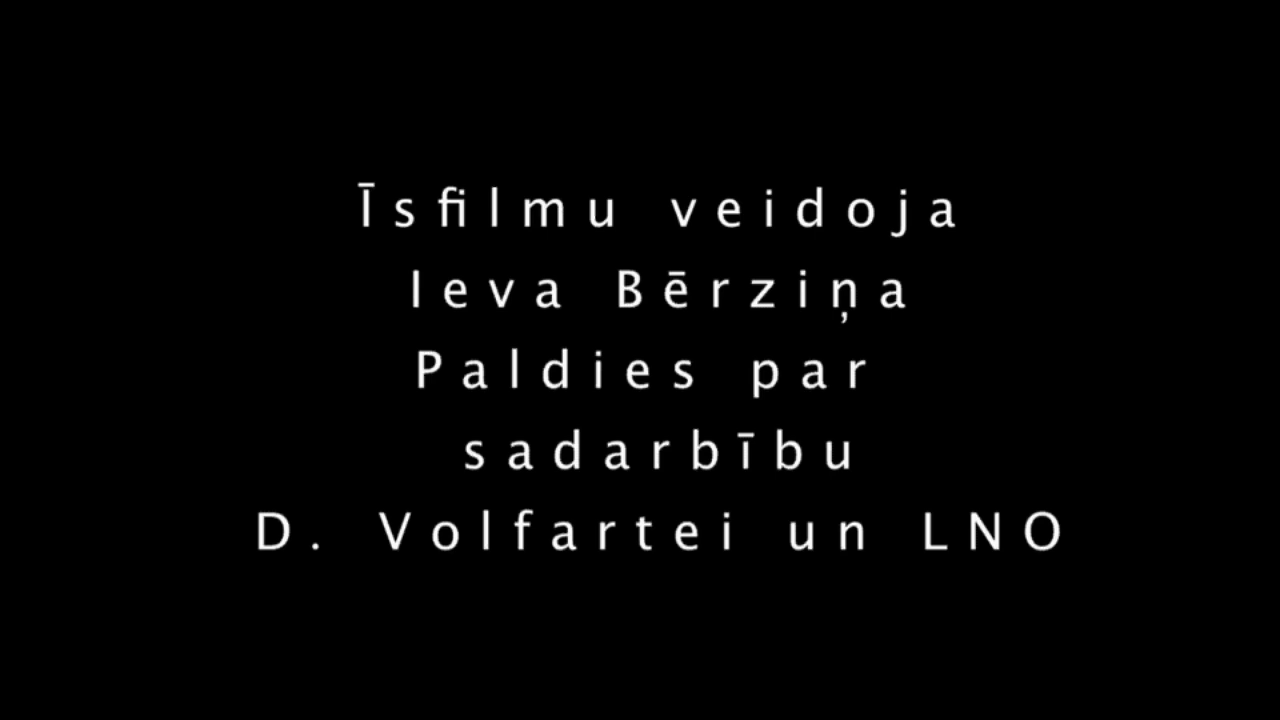 Īsfilmu veidoja
Ieva Bērziņa
Paldies par
sadarbību
D. Volfartei un LNO